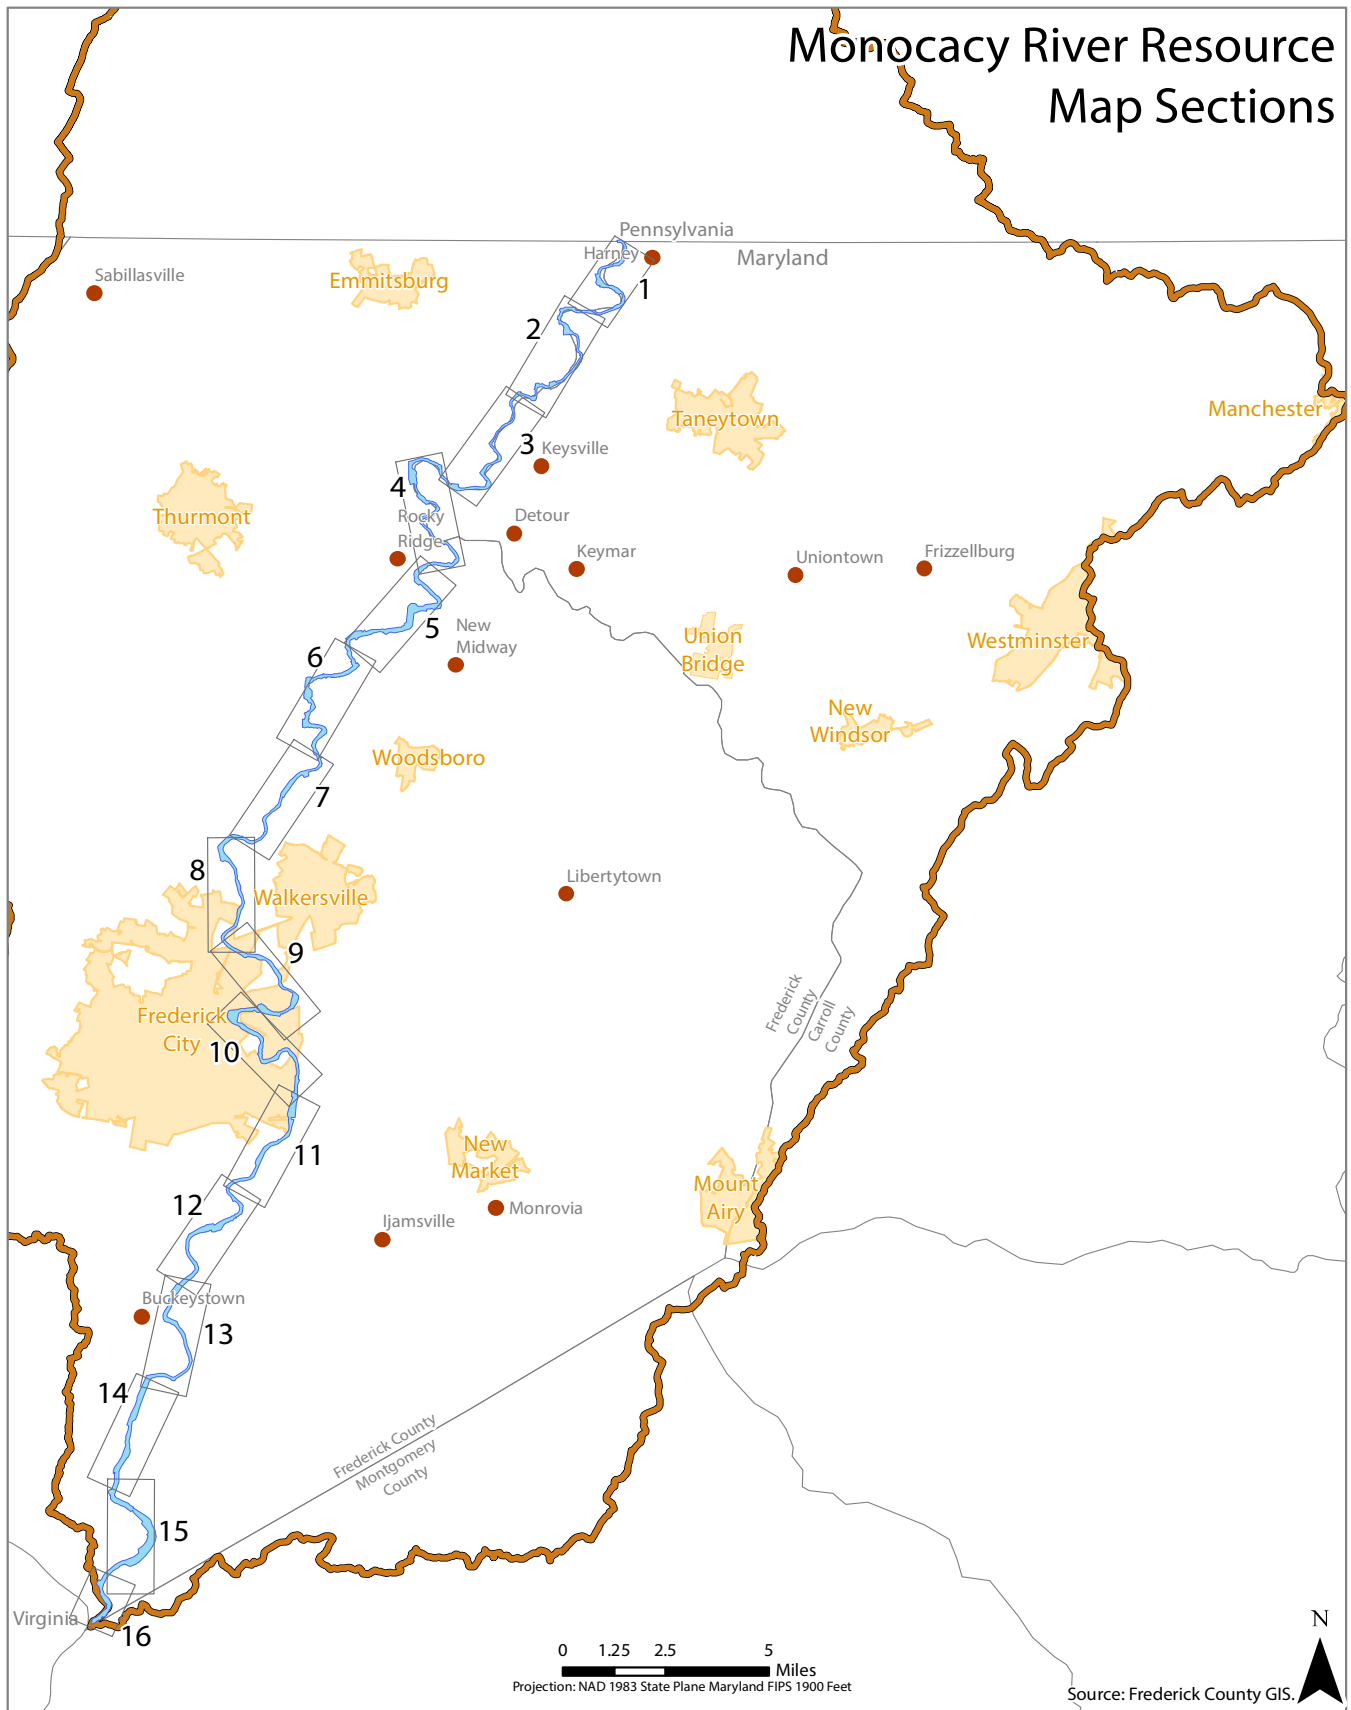 Monocacy River Resource
Map Sections
Pennsylvania
Harney
Maryland
Sabillasville
Emmitsburg
1
2
Taneytown
Manchester
3
Keysville
4
Thurmont
Rocky
Ridge
Detour
Keymar
Uniontown
Frizzellburg
5
New
Midway
Union
Bridge
Westminster
6
New
Windsor
Woodsboro
7
8
Walkersville
Libertytown
9
Frederick
City
10
Frederick
County
Carroll
County
11
New
Market
Mount
Airy
12
Monrovia
Ijamsville
Buckeystown
13
14
Frederick County
Montgomery
County
15
Virginia
16
N
0 1.25 2.5 5
Miles
Projection: NAD 1983 State Plane Maryland FIPS 1900 Feet
Source: Frederick County GIS.